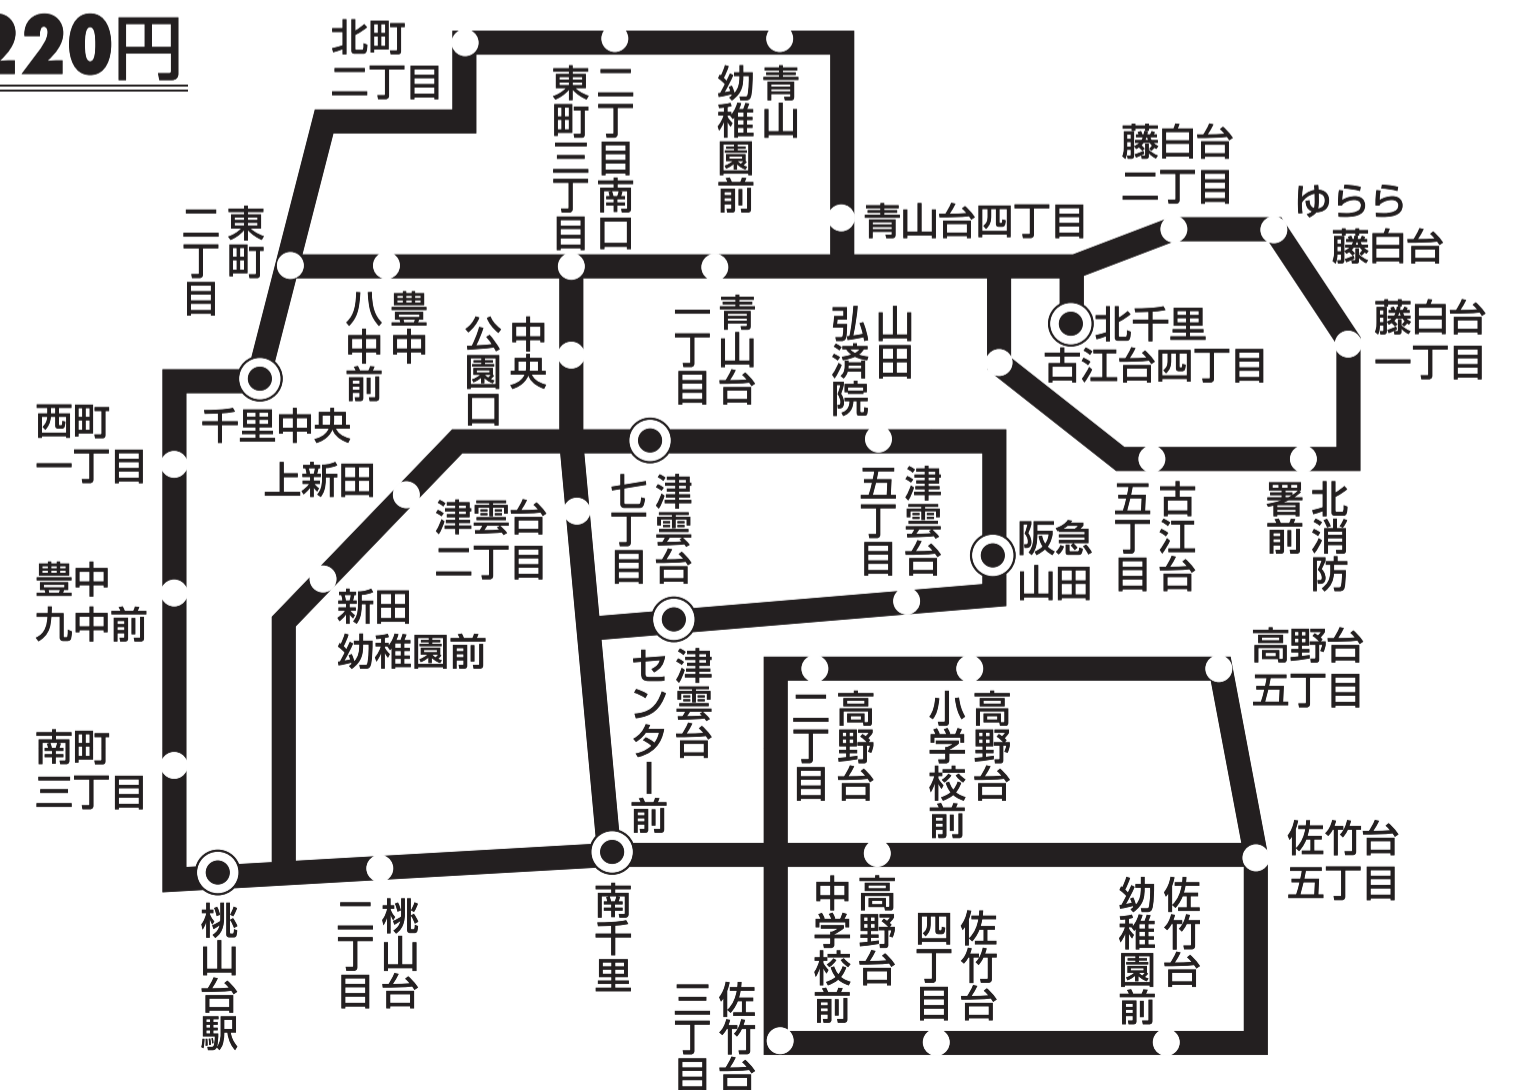 220円
北町
二丁目
東町三丁目
二丁目南口
青山
幼稚園前
青山台四丁目
藤白台
二丁目
ゆらら
藤白台
藤白台
一丁目
東町
二丁目
豊中
八中前
中央
公園口
青山台
一丁目
山田
弘済院
北千里
古江台四丁目
千里中央
西町
一丁目
上新田
津雲台
二丁目
津雲台
七丁目
津雲台
五丁目
阪急
山田
古江台
五丁目
北消防
署前
豊中
九中前
新田
幼稚園前
津雲台
センター前
高野台
二丁目
高野台
小学校前
高野台
五丁目
南町
三丁目
佐竹台
五丁目
桃山台駅
桃山台
二丁目
南千里
高野台
中学校前
佐竹台
四丁目
佐竹台
幼稚園前
佐竹台
三丁目